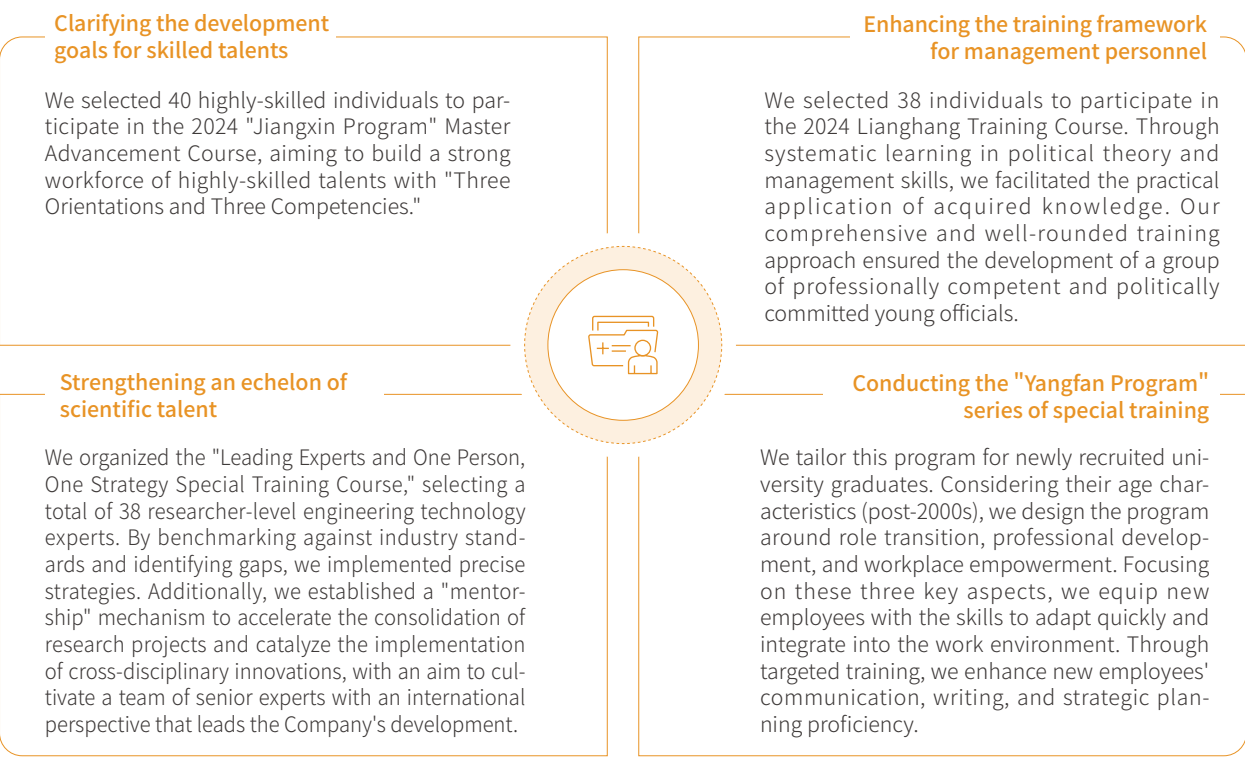 Clarifying the development
goals for skilled talents
We selected 40 highly-skilled individuals to par-
ticipate in the 2024 "Jiangxin Program" Master
Advancement Course, aiming to build a strong
workforce of highly-skilled talents with "Three
Orientations and Three Competencies."
Enhancing the training framework
for management personnel
We selected 38 individuals to participate in
the 2024 Lianghang Training Course. Through
systematic learning in political theory and
management skills, we facilitated the practical
application of acquired knowledge. Our
comprehensive and well-rounded training
approach ensured the development of a group
of professionally competent and politically
committed young officials.
Strengthening an echelon of
scientific talent
We organized the "Leading Experts and One Person,
One Strategy Special Training Course," selecting a
total of 38 researcher-level engineering technology
experts. By benchmarking against industry stand-
ards and identifying gaps, we implemented precise
strategies. Additionally, we established a "mentor-
ship" mechanism to accelerate the consolidation of
research projects and catalyze the implementation
of cross-disciplinary innovations, with an aim to cul-
tivate a team of senior experts with an international
perspective that leads the Company's development.
Conducting the "Yangfan Program"
series of special training
We tailor this program for newly recruited uni-
versity graduates. Considering their age char-
acteristics (post-2000s), we design the program
around role transition, professional develop-
ment, and workplace empowerment. Focusing
on these three key aspects, we equip new
employees with the skills to adapt quickly and
integrate into the work environment. Through
targeted training, we enhance new employees'
communication, writing, and strategic plan-
ning proficiency.